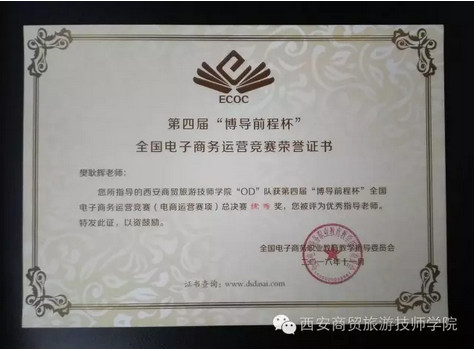 ECOC
第四届“博导前程杯”
全国电子商务运营竞赛荣誉证书
樊耿辉老师：
您所指导的西安商贸旅游技师学院“OD”队获第四届“博导前程杯”全国
电子商务运营竞赛（电商运营赛项）总决赛优秀奖，您被评为优秀指导老师。
特发此证，以资鼓励。
全国电子商务职业教育教学指导委员会
二〇一八年十一月
证书查询：www.dsdasai.com
西安商贸旅游技师学院